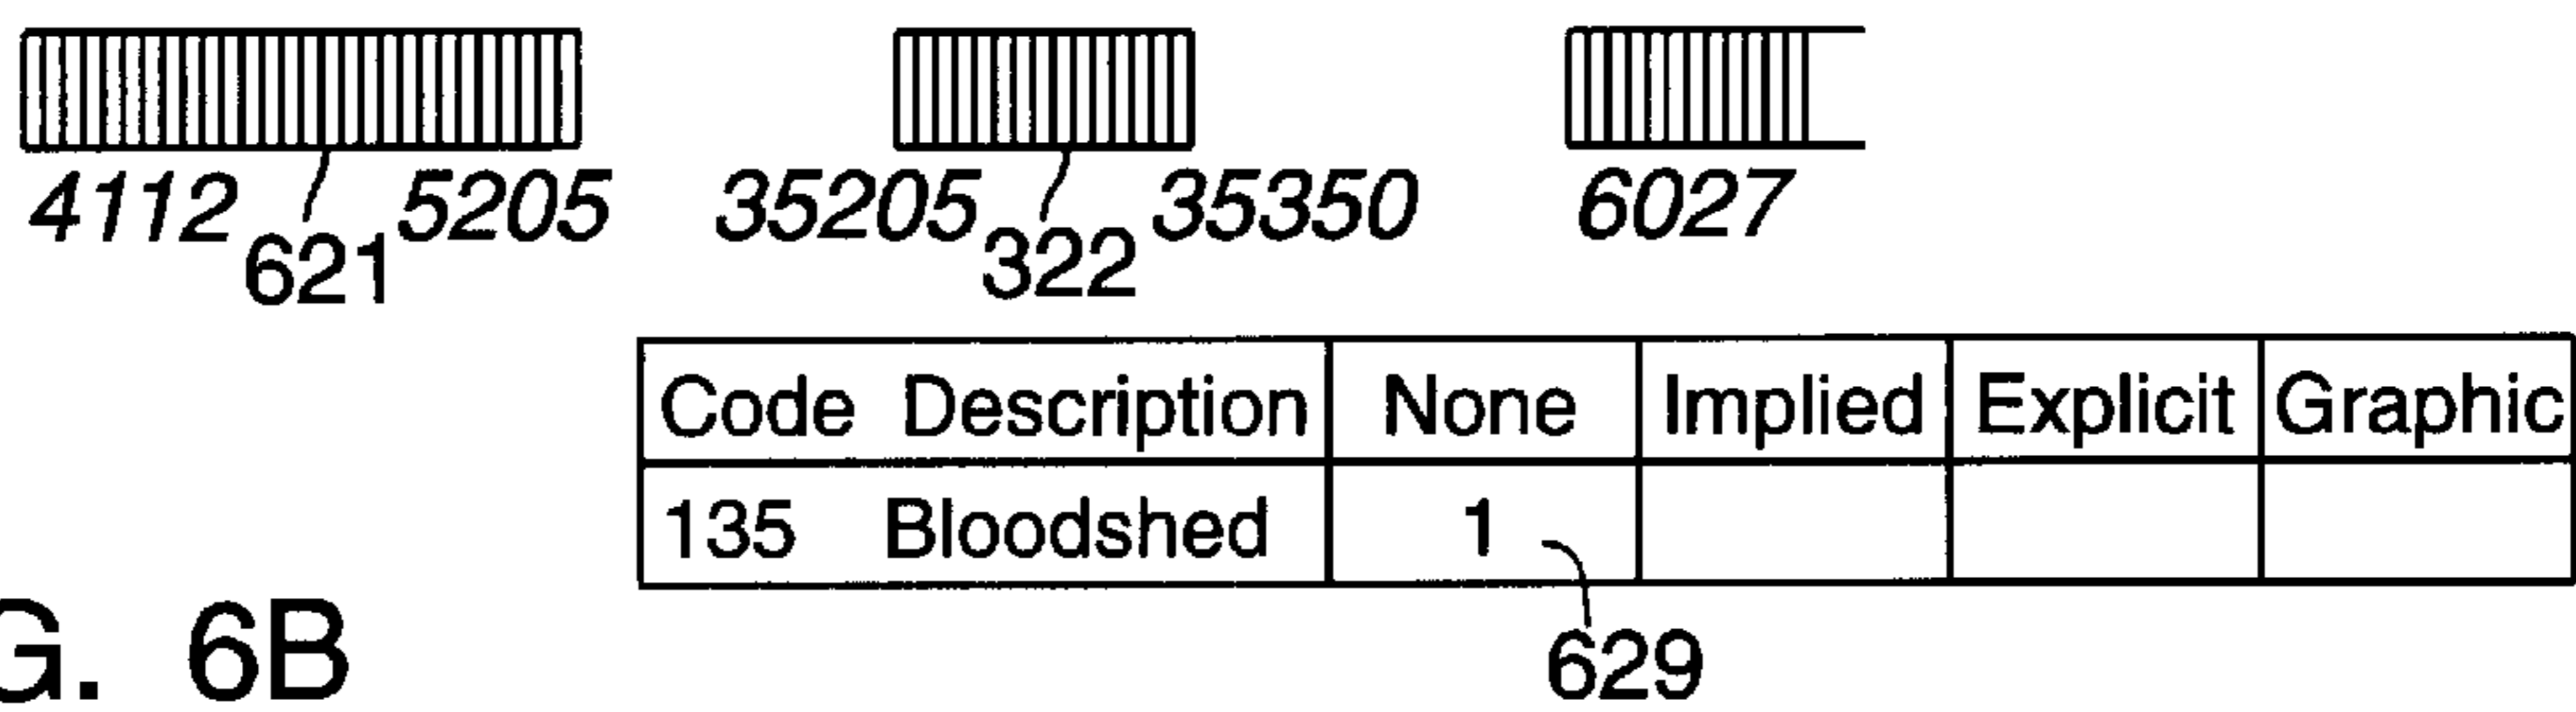 4112 5205 35205 35350 6027
621 322
Code Description None Implied Explicit Graphic
135 Bloodshed 1
629
G. 6B